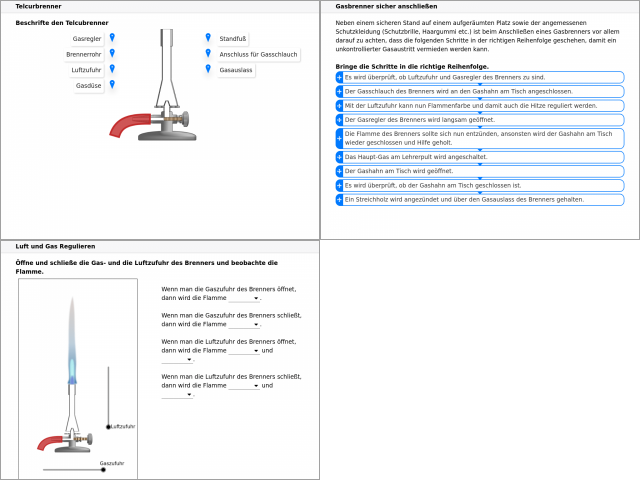 Telcurbrenner
Beschrifte den Telcubrenner
Gasregler
Brennerrohr
Luftzufuhr
Gasdüse
Standfuß
Anschluss für Gasschlauch
Gasauslass
Gasbrenner sicher anschließen
Neben einem sicheren Stand auf einem aufgeräumten Platz sowie der angemessenen
Schutzkleidung (Schutzbrille, Haargummi etc.) ist beim Anschließen eines Gasbrenners vor allem
darauf zu achten, dass die folgenden Schritte in der richtigen Reihenfolge geschehen, damit ein
unkontrollierter Gasaustritt vermieden werden kann.
Bringe die Schritte in die richtige Reihenfolge.
Es wird überprüft, ob Luftzufuhr und Gasregler des Brenners zu sind.
Der Gasschlauch des Brenners wird an den Gashahn am Tisch angeschlossen.
Mit der Luftzufuhr kann nun Flammenfarbe und damit auch die Hitze reguliert werden.
Der Gasregler des Brenners wird langsam geöffnet.
Die Flamme des Brenners sollte sich nun entzünden, ansonsten wird der Gashahn am Tisch
wieder geschlossen und Hilfe geholt.
Das Haupt-Gas am Lehrerpult wird angeschaltet.
Der Gashahn am Tisch wird geöffnet.
Es wird überprüft, ob der Gashahn am Tisch geschlossen ist.
Ein Streichholz wird angezündet und über den Gasauslass des Brenners gehalten.
Luft und Gas Regulieren
Öffne und schließe die Gas- und die Luftzufuhr des Brenners und beobachte die
Flamme.
Luftzufuhr
Gaszufuhr
Wenn man die Gaszufuhr des Brenners öffnet,
dann wird die Flamme .
Wenn man die Gaszufuhr des Brenners schließt,
dann wird die Flamme .
Wenn man die Luftzufuhr des Brenners öffnet,
dann wird die Flamme und
.
Wenn man die Luftzufuhr des Brenners schließt,
dann wird die Flamme und
.